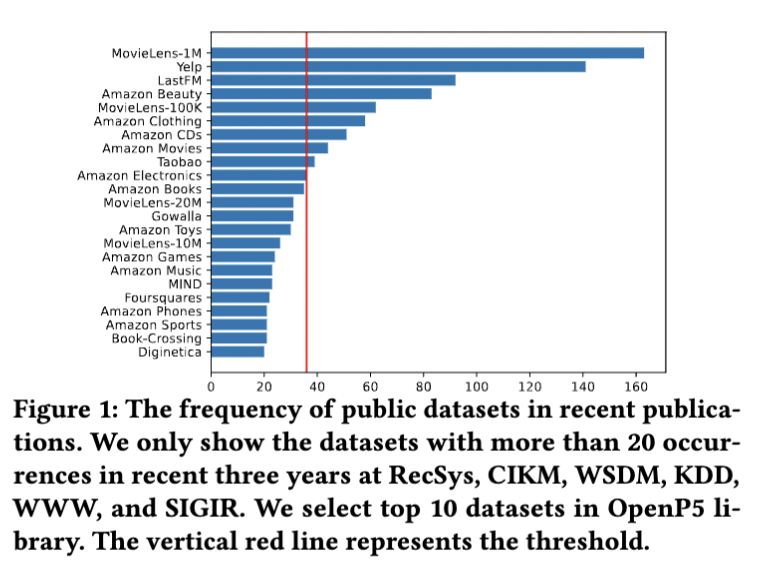 MovieLens-1M
Yelp
LastFM
Amazon Beauty
MovieLens-100K
Amazon Clothing
Amazon CDs
Amazon Movies
Taobao
Amazon Electronics
Amazon Books
MovieLens-20M
Gowalla
Amazon Toys
MovieLens-10M
Amazon Games
Amazon Music
MIND
Foursquares
Amazon Phones
Amazon Sports
Book-Crossing
Diginetica
0 20 40 60 80 100 120 140 160
Figure 1: The frequency of public datasets in recent publica-
tions. We only show the datasets with more than 20 occur-
rences in recent three years at RecSys, CIKM, WSDM, KDD,
WWW, and SIGIR. We select top 10 datasets in OpenP5 li-
brary. The vertical red line represents the threshold.